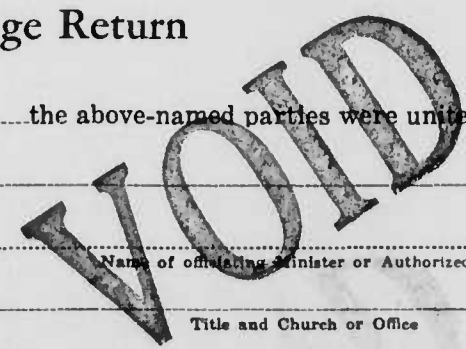 ge Return
the above-named parties were unite
VOID
Name of officiating Minister or Authorized
Title and Church or Office